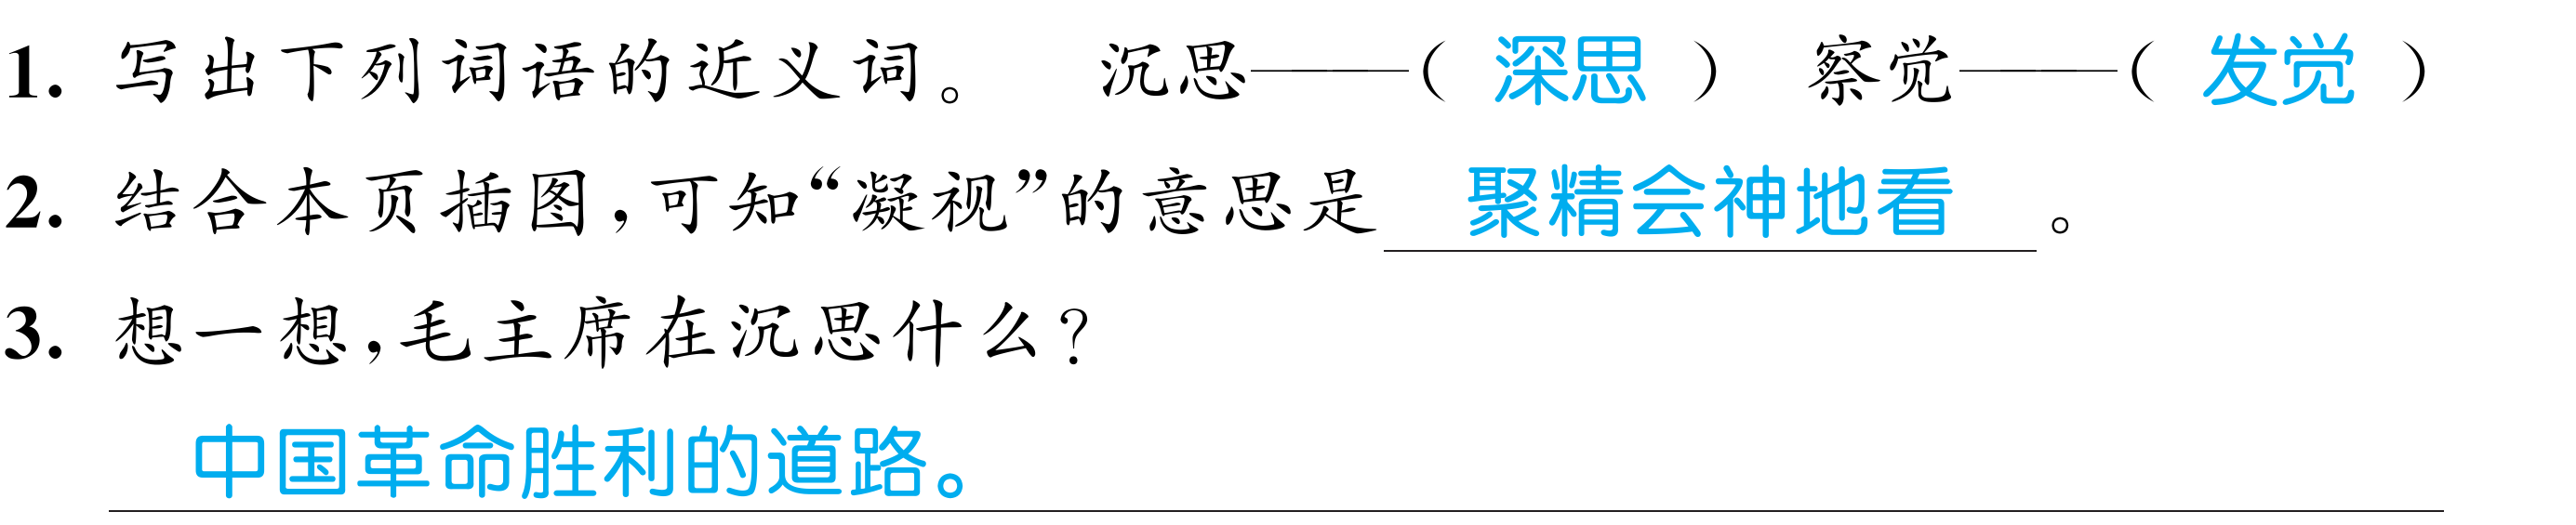 1. 写出下列词语的近义词。 沉思——( 深思 ) 察觉——( 发觉 )
2. 结合本页插图,可知“凝视”的意思是 聚精会神地看 。
3. 想一想,毛主席在沉思什么?
中国革命胜利的道路。